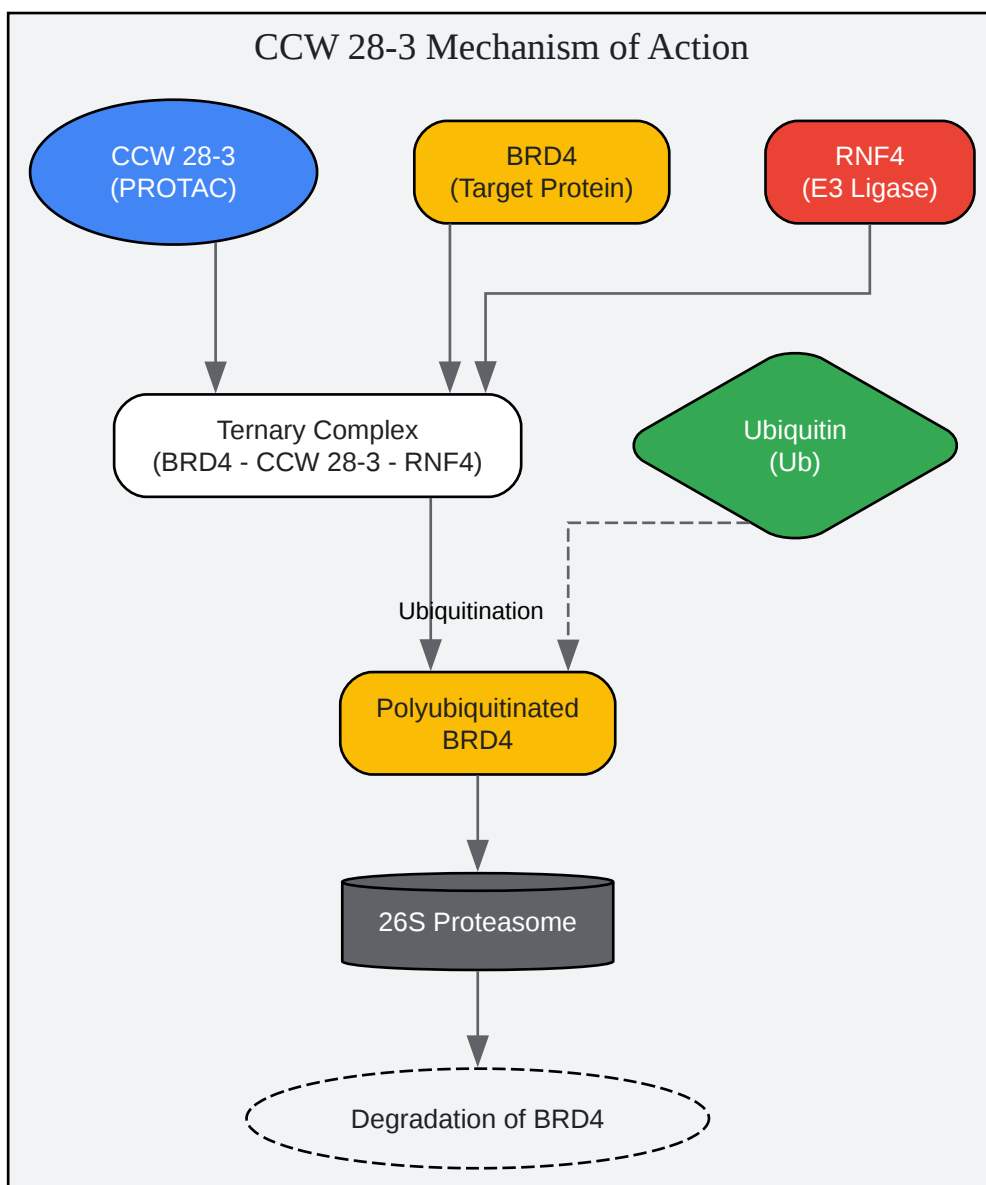 CCW 28-3 Mechanism of Action
CCW 28-3
(PROTAC)
BRD4
(Target Protein)
RNF4
(E3 Ligase)
Ternary Complex
(BRD4 - CCW 28-3 - RNF4)
Ubiquitin
(Ub)
Ubiquitination
Polyubiquitinated
BRD4
26S Proteasome
Degradation of BRD4